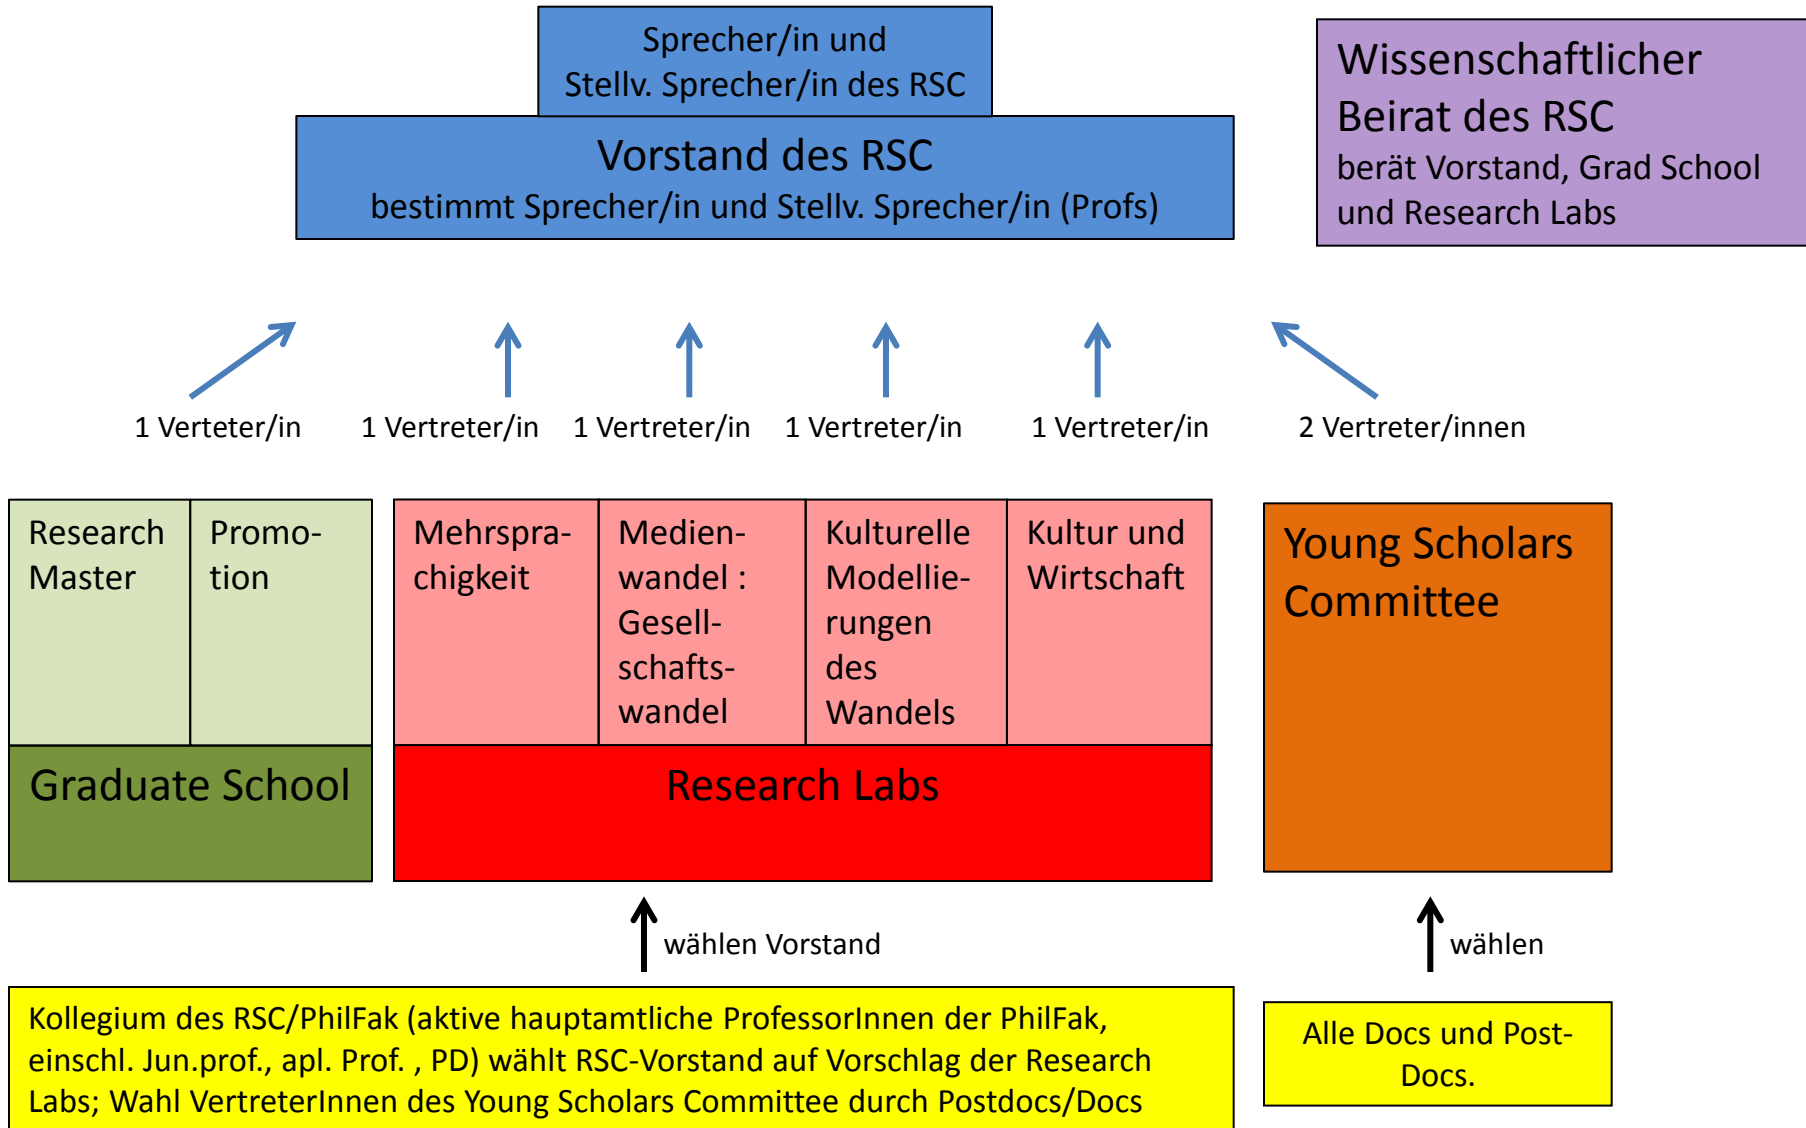 Sprecher/in und
Stellv. Sprecher/in des RSC
Vorstand des RSC
bestimmt Sprecher/in und Stellv. Sprecher/in (Profs)
Wissenschaftlicher
Beirat des RSC
berät Vorstand, Grad School
und Research Labs
1 Verteter/in
1 Vertreter/in
1 Vertreter/in
1 Vertreter/in
1 Vertreter/in
2 Vertreter/innen
Research
Master
Promo-
tion
Graduate School
Mehrspra-
chigkeit
Medien-
wandel :
Gesell-
schafts-
wandel
Kulturelle
Modellie-
rungen
des
Wandels
Kultur und
Wirtschaft
Research Labs
Young Scholars
Committee
wählen Vorstand
wählen
Kollegium des RSC/PhilFak (aktive hauptamtliche ProfessorInnen der PhilFak,
einschl. Jun.prof., apl. Prof. , PD) wählt RSC-Vorstand auf Vorschlag der Research
Labs; Wahl VertreterInnen des Young Scholars Committee durch Postdocs/Docs
Alle Docs und Post-
Docs.